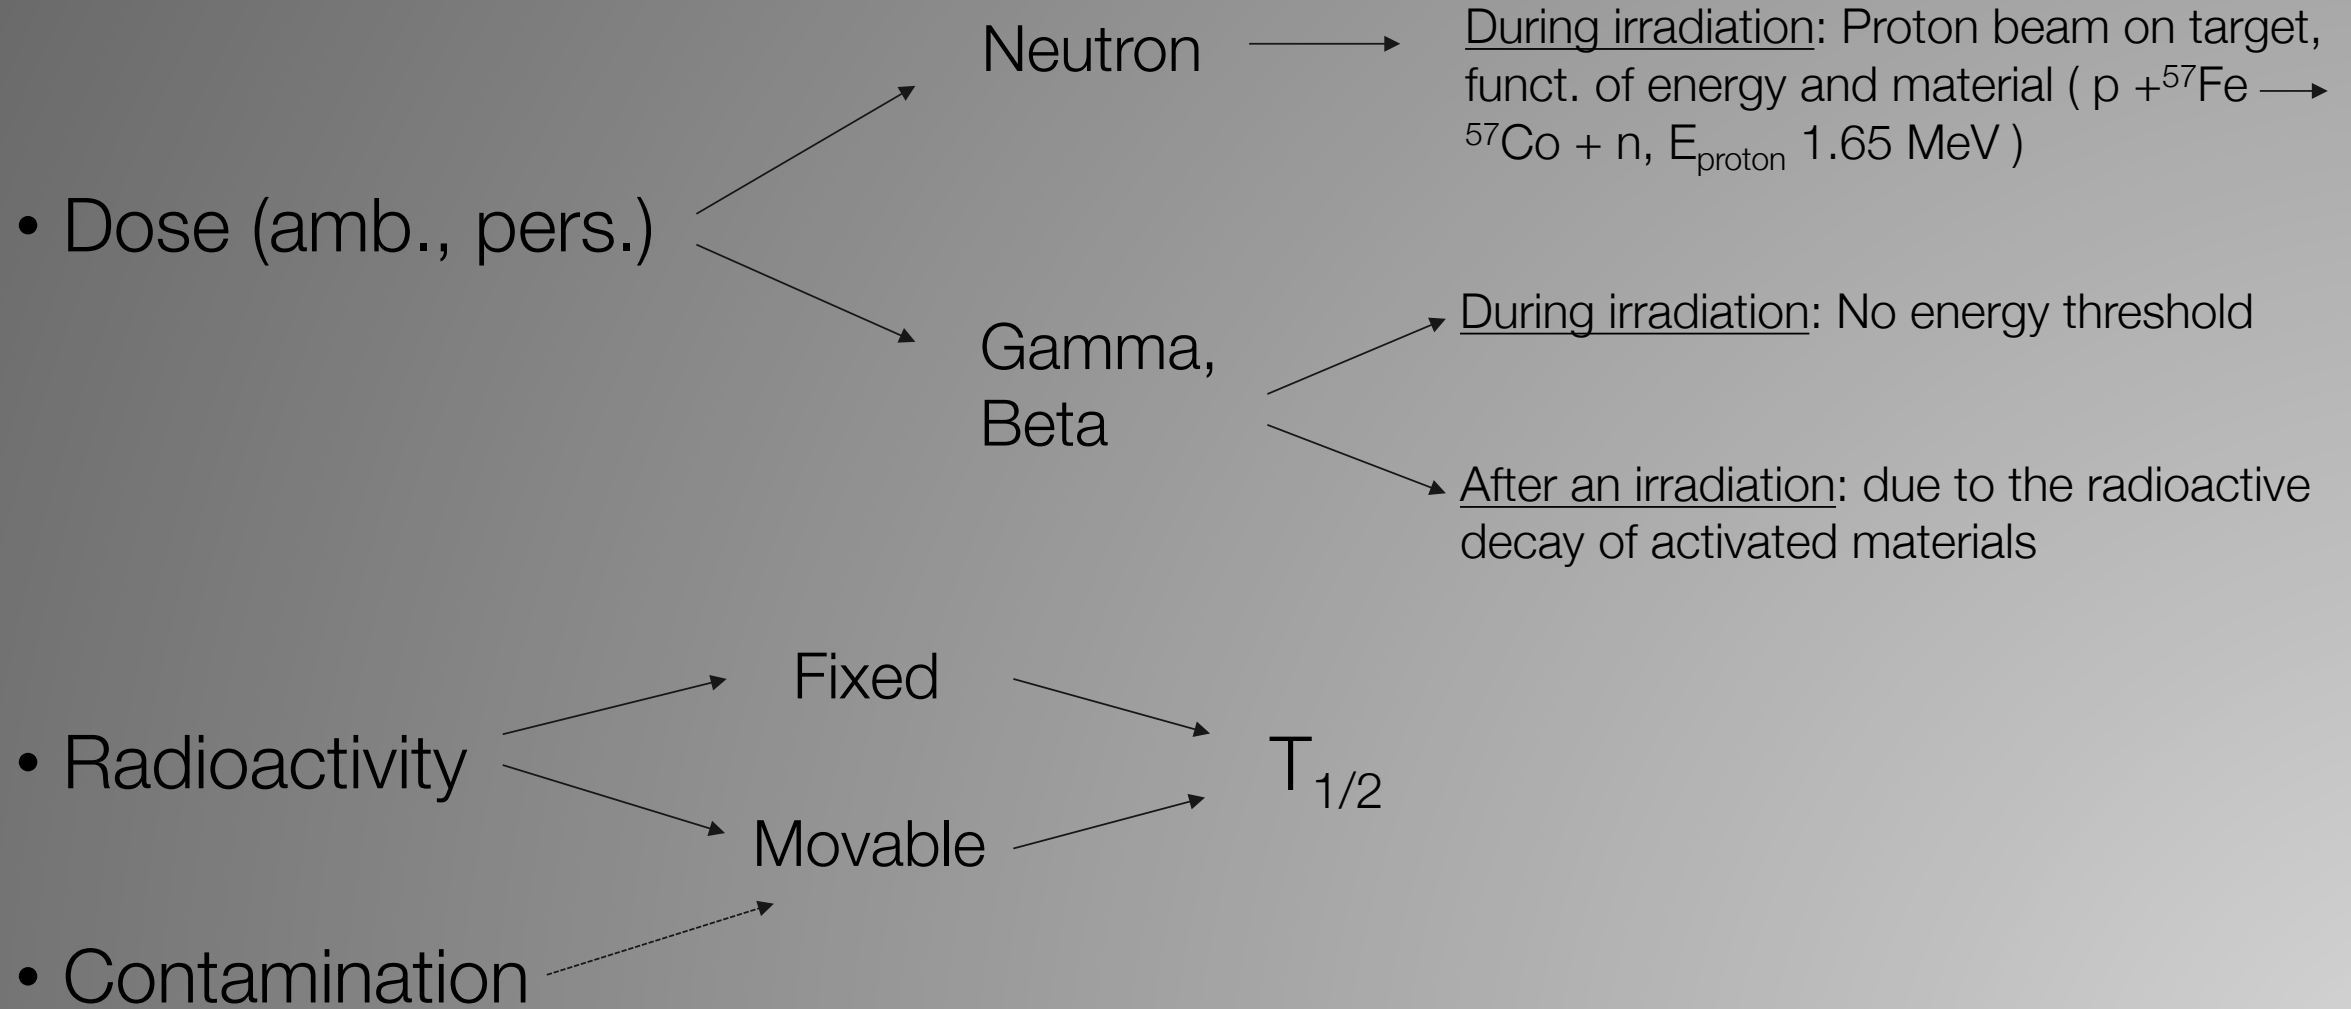 Neutron
During irradiation: Proton beam on target,
funct. of energy and material ( p +⁵⁷Fe →
⁵⁷Co + n, Eproton 1.65 MeV )
• Dose (amb., pers.)
Gamma,
Beta
During irradiation: No energy threshold
After an irradiation: due to the radioactive
decay of activated materials
Fixed
• Radioactivity
T1/2
Movable
• Contamination